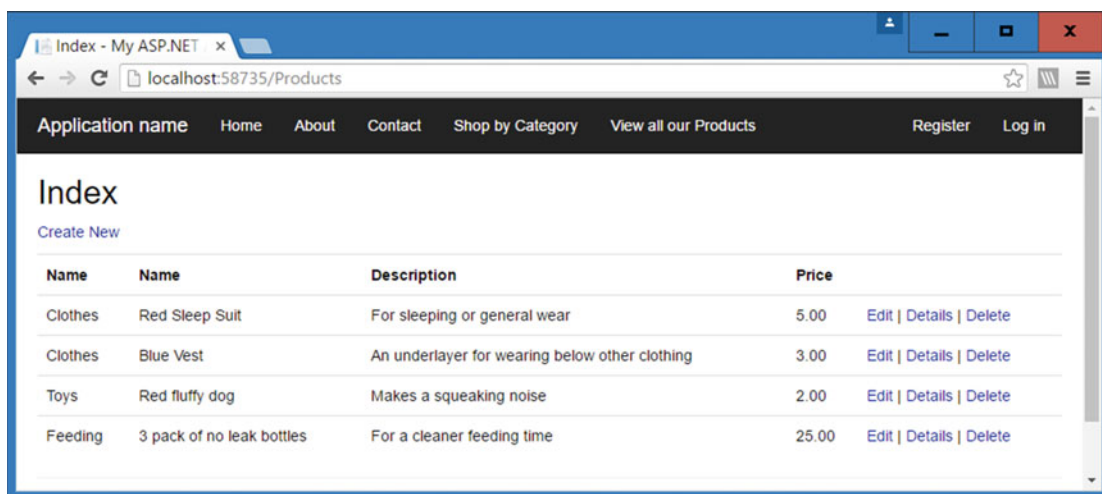 Index - My ASP.NET
localhost:58735/Products
Application name Home About Contact Shop by Category View all our Products Register Log in
Index
Create New
Name Name Description Price
Clothes Red Sleep Suit For sleeping or general wear 5.00 Edit | Details | Delete
Clothes Blue Vest An underlayer for wearing below other clothing 3.00 Edit | Details | Delete
Toys Red fluffy dog Makes a squeaking noise 2.00 Edit | Details | Delete
Feeding 3 pack of no leak bottles For a cleaner feeding time 25.00 Edit | Details | Delete